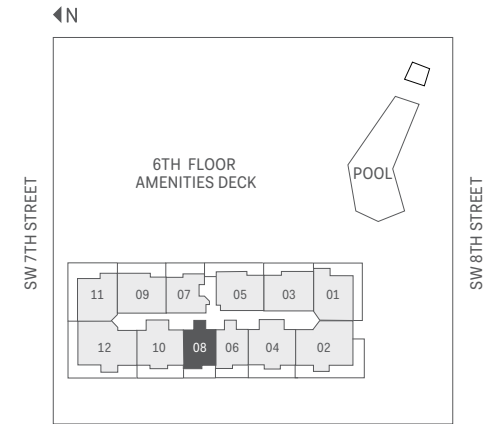 N
6TH FLOOR
AMENITIES DECK
POOL
SW 7TH STREET
SW 8TH STREET
11 09 07 05 03 01
12 10 08 06 04 02